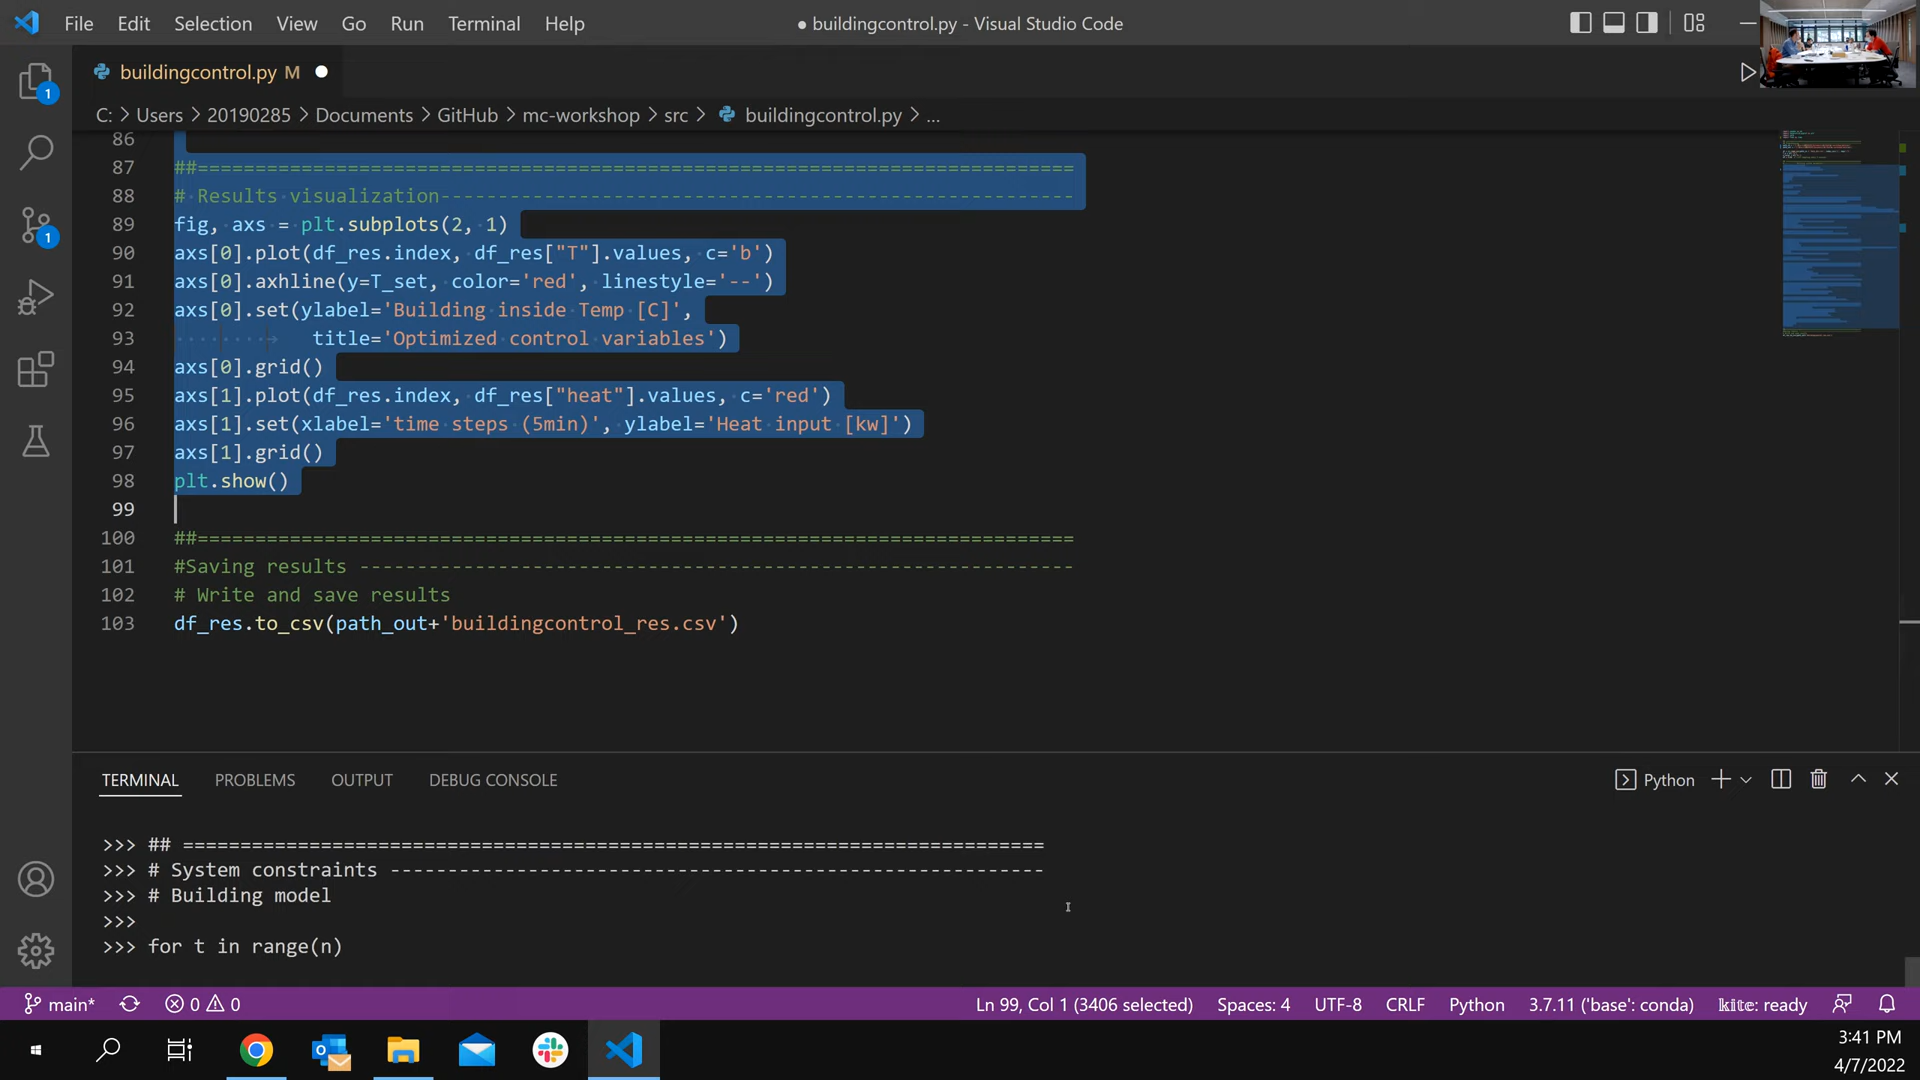 File Edit Selection View Go Run Terminal Help
● buildingcontrol.py - Visual Studio Code
buildingcontrol.py M
C: > Users > 20190285 > Documents > GitHub > mc-workshop > src > buildingcontrol.py > ...
86
87 ##============================================================================
88 # Results visualization-------------------------------------------------------
89 fig, axs = plt.subplots(2, 1)
90 axs[0].plot(df_res.index, df_res["T"].values, c='b')
91 axs[0].axhline(y=T_set, color='red', linestyle='--')
92 axs[0].set(ylabel='Building inside Temp [C]',
93 title='Optimized control variables')
94 axs[0].grid()
95 axs[1].plot(df_res.index, df_res["heat"].values, c='red')
96 axs[1].set(xlabel='time steps (5min)', ylabel='Heat input [kw]')
97 axs[1].grid()
98 plt.show()
99
100 ##============================================================================
101 #Saving results --------------------------------------------------------------
102 # Write and save results
103 df_res.to_csv(path_out+'buildingcontrol_res.csv')
TERMINAL PROBLEMS OUTPUT DEBUG CONSOLE
Python
>>> ## ===========================================================================
>>> # System constraints ---------------------------------------------------------
>>> # Building model
>>>
>>> for t in range(n)
main* 0 0
Ln 99, Col 1 (3406 selected) Spaces: 4 UTF-8 CRLF Python 3.7.11 ('base': conda) kite: ready
1
1
3:41 PM
4/7/2022